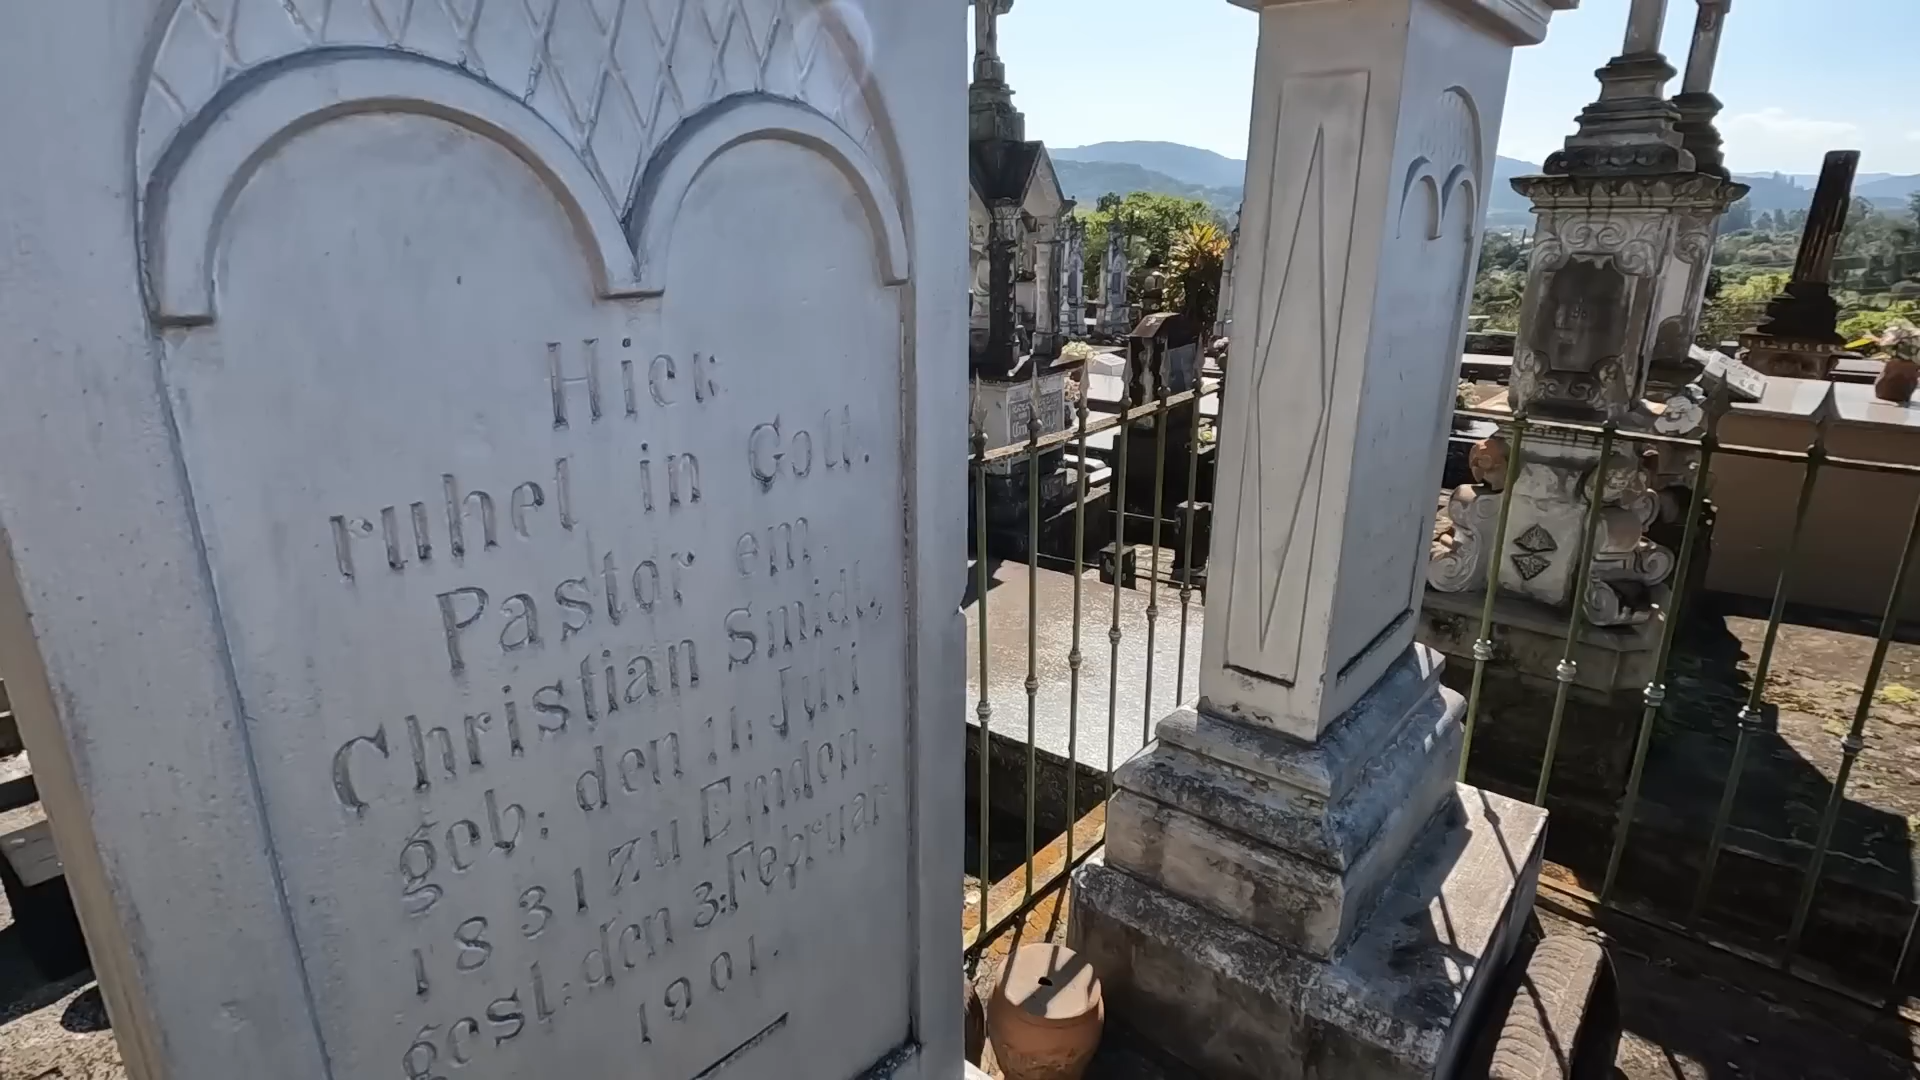 Hier
ruhet in Gott.
Pastor em.
Christian Smidt,
geb: den 11. Juli
1831 zu Emden,
gest: den 3. Februar
1901.